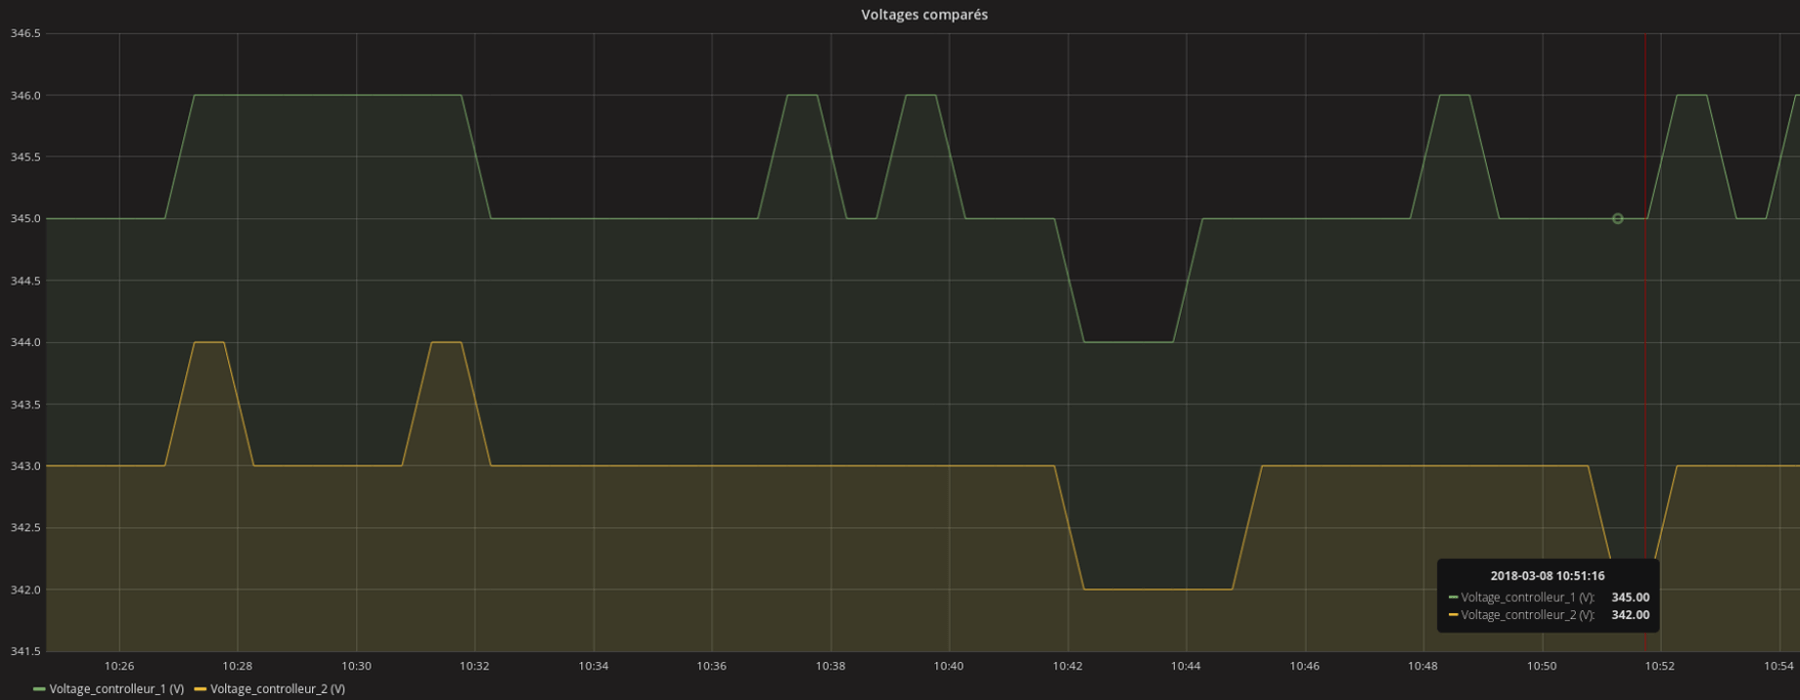 Voltages comparés
346.5
346.0
345.5
345.0
344.5
344.0
343.5
343.0
342.5
342.0
341.5
2018-03-08 10:51:16
Voltage_controlleur_1 (V): 345.00
Voltage_controlleur_2 (V): 342.00
10:26 10:28 10:30 10:32 10:34 10:36 10:38 10:40 10:42 10:44 10:46 10:48 10:50 10:52 10:54
Voltage_controlleur_1 (V) Voltage_controlleur_2 (V)